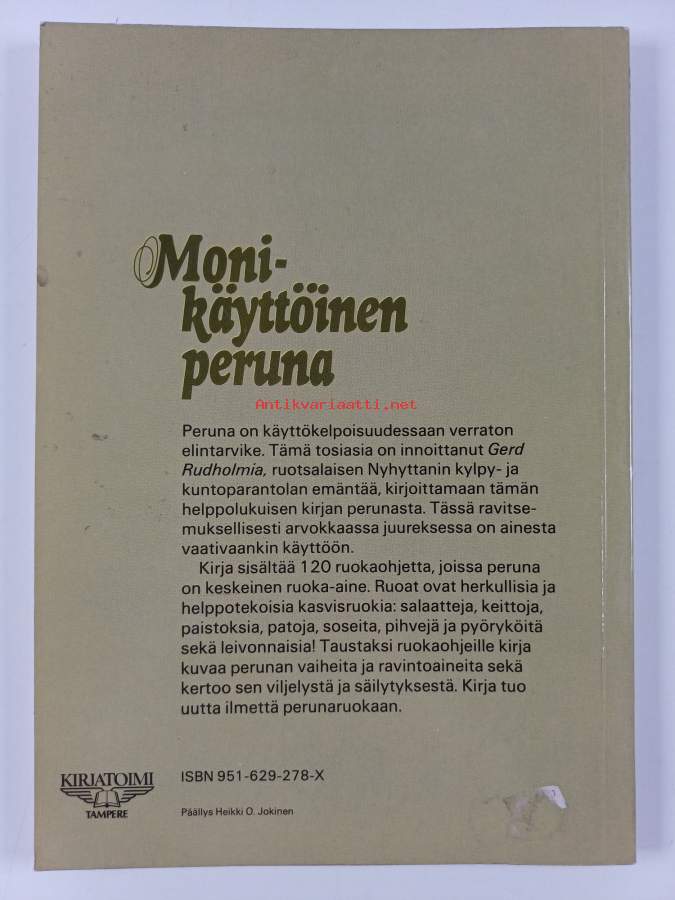 Moni-
käyttöinen
peruna
Antikvariaatti.net
Peruna on käyttökelpoisuudessaan verraton
elintarvike. Tämä tosiasia on innoittanut Gerd
Rudholmia, ruotsalaisen Nyhyttanin kylpy- ja
kuntoparantolan emäntää, kirjoittamaan tämän
helppolukuisen kirjan perunasta. Tässä ravitse-
muksellisesti arvokkaassa juureksessa on ainesta
vaativaankin käyttöön.
Kirja sisältää 120 ruokaohjetta, joissa peruna
on keskeinen ruoka-aine. Ruoat ovat herkullisia ja
helppotekoisia kasvisruokia: salaatteja, keittoja,
paistoksia, patoja, soseita, pihvejä ja pyöryköitä
sekä leivonnaisia! Taustaksi ruokaohjeille kirja
kuvaa perunan vaiheita ja ravintoaineita sekä
kertoo sen viljelystä ja säilytyksestä. Kirja tuo
uutta ilmettä perunaruokaan.
KIRJATOIMI
TAMPERE
ISBN 951-629-278-X
Päällys Heikki O. Jokinen